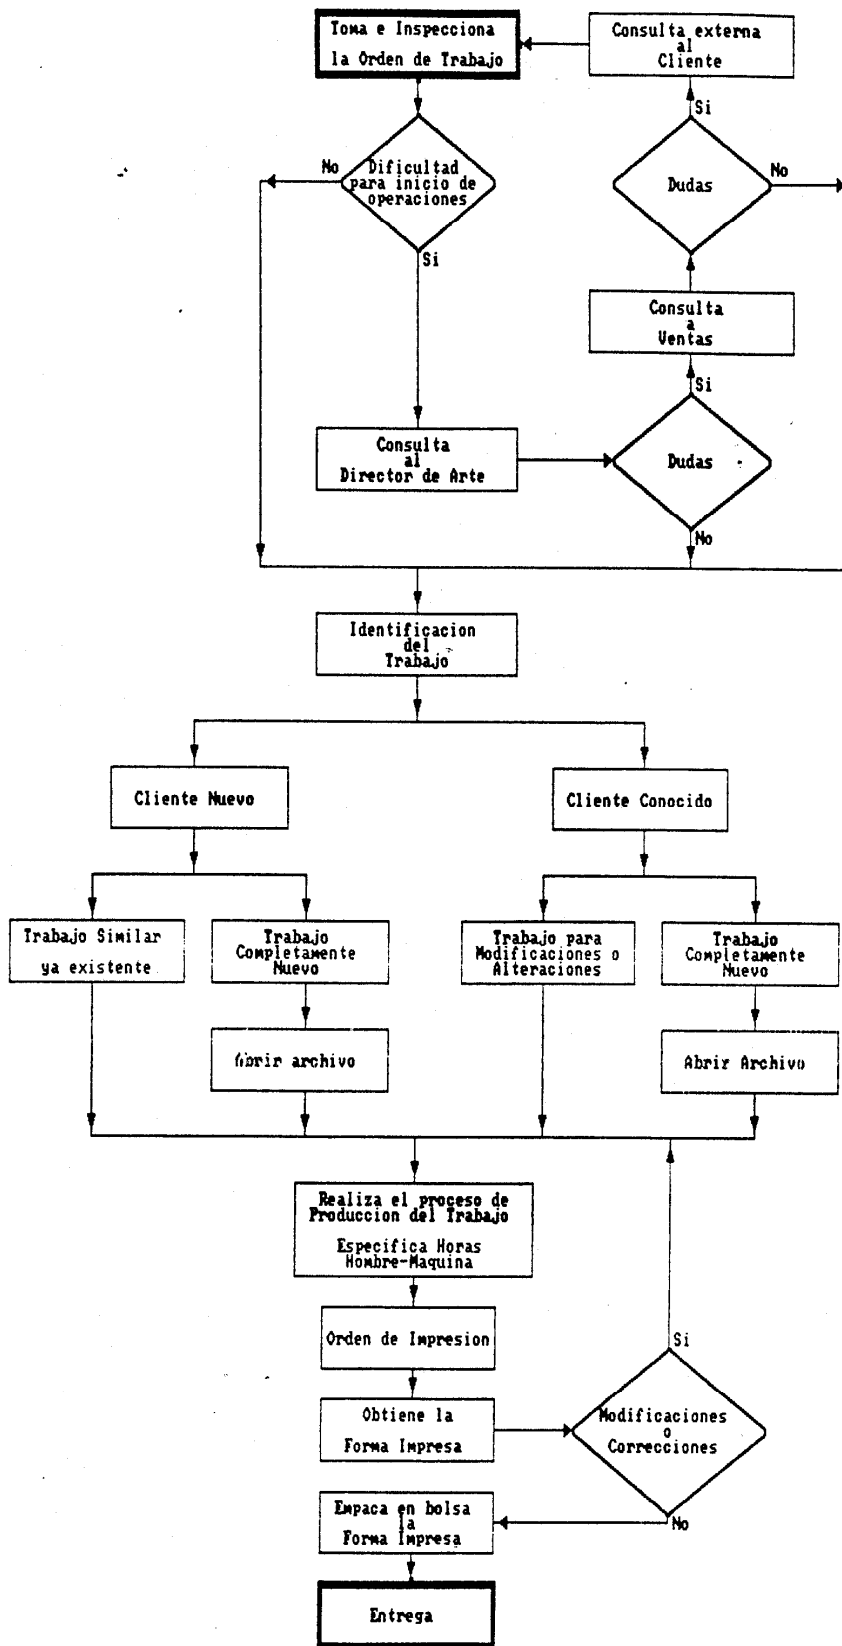 Toma e Inspecciona
la Orden de Trabajo
Consulta externa
al
Cliente
Si
No
Dificultad
para inicio de
operaciones
Dudas
No
Si
Consulta
a
Ventas
Si
Consulta
al
Director de Arte
Dudas
No
Identificacion
del
Trabajo
Cliente Nuevo
Cliente Conocido
Trabajo Similar
ya existente
Trabajo
Completamente
Nuevo
Trabajo para
Modificaciones o
Alteraciones
Trabajo
Completamente
Nuevo
Abrir archivo
Abrir Archivo
Realiza el proceso de
Produccion del Trabajo
Especifica Horas
Hombre-Maquina
Orden de Impresion
Si
Obtiene la
Forma Impresa
Modificaciones
o
Correcciones
Empaca en bolsa
la
Forma Impresa
No
Entrega